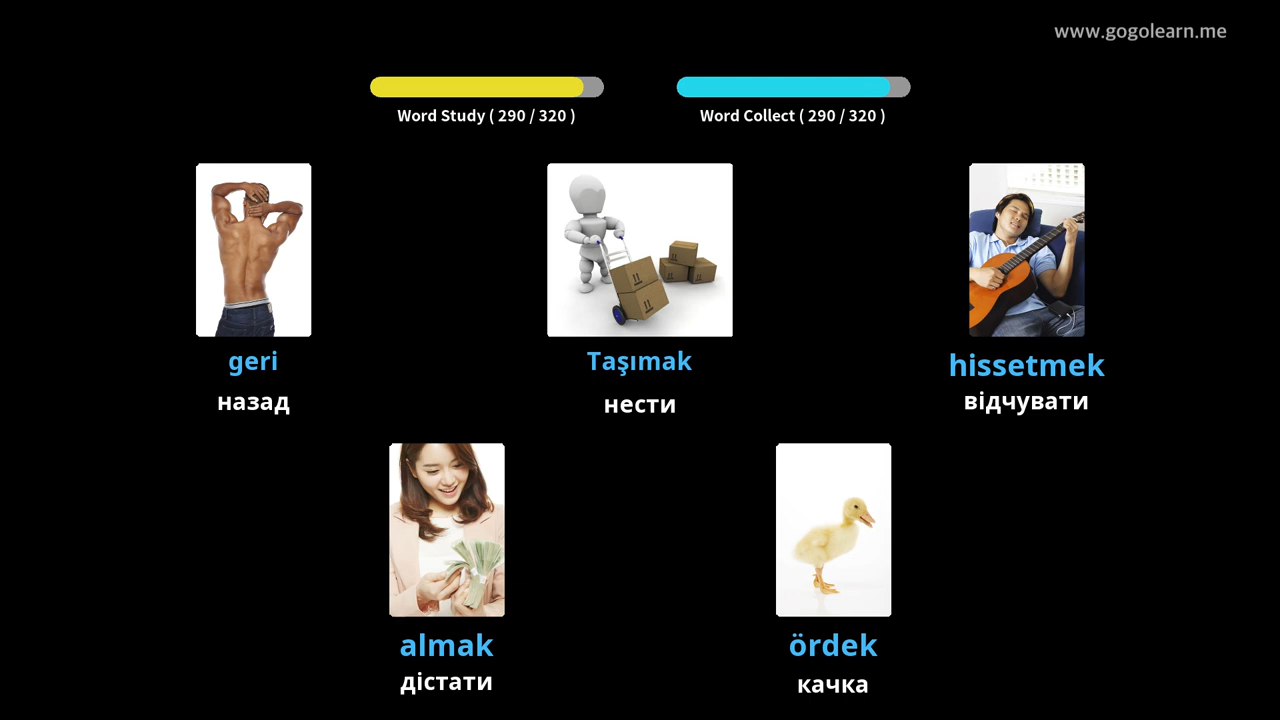 www.gogolearn.me
Word Study ( 290 / 320 )
Word Collect ( 290 / 320 )
geri
Taşımak
hissetmek
назад
нести
відчувати
almak
ördek
дістати
качка